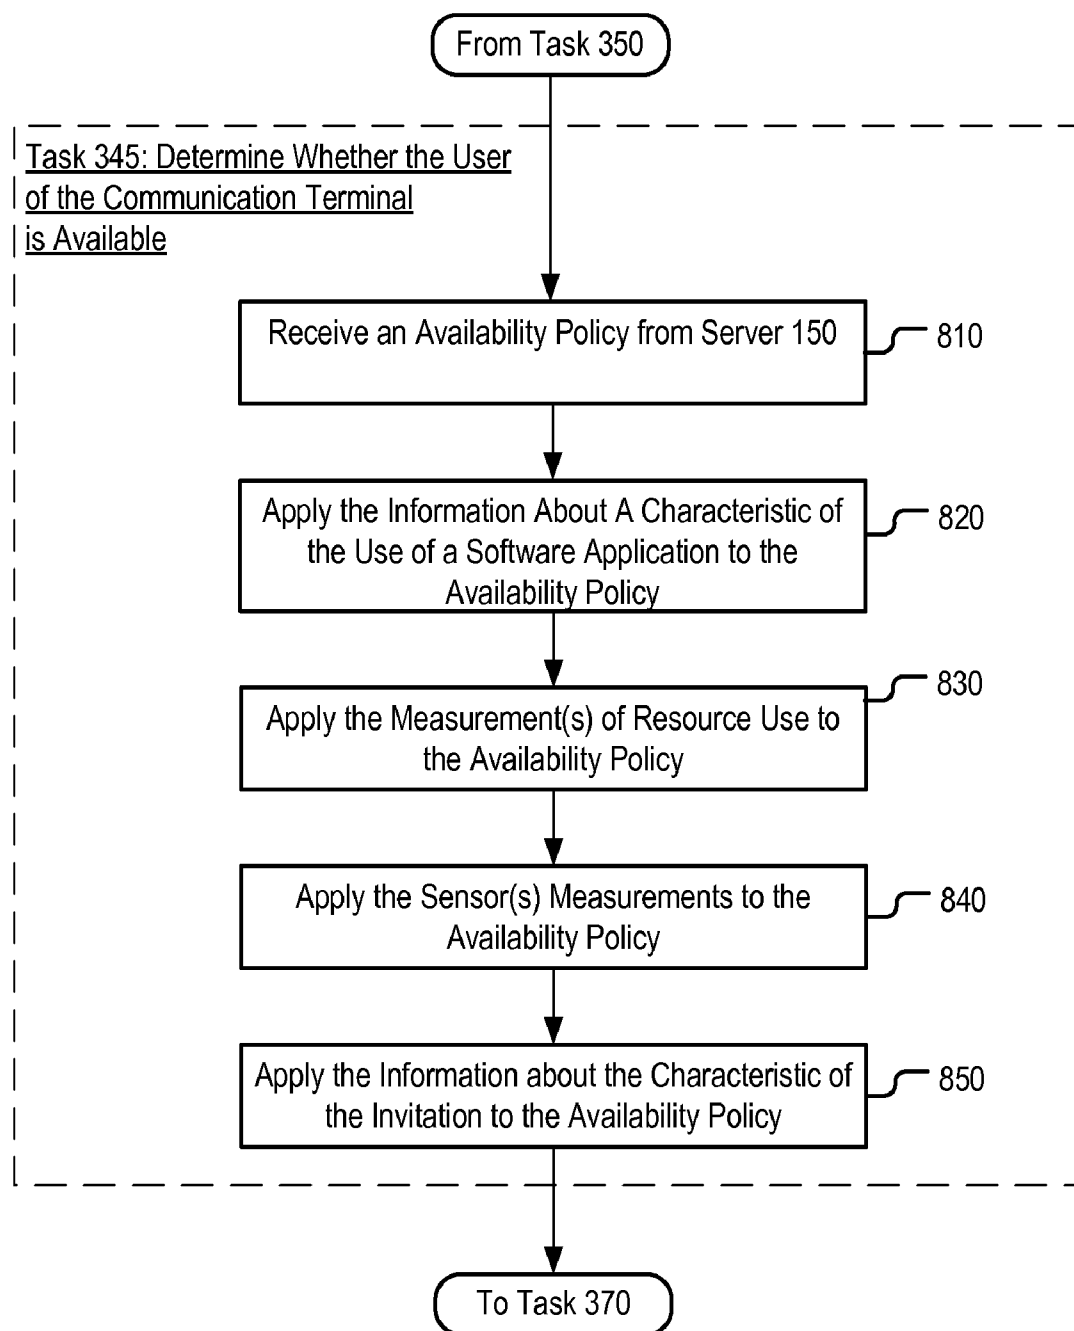 From Task 350
Task 345: Determine Whether the User
of the Communication Terminal
is Available
Receive an Availability Policy from Server 150
810
Apply the Information About A Characteristic of
the Use of a Software Application to the
Availability Policy
820
Apply the Measurement(s) of Resource Use to
the Availability Policy
830
Apply the Sensor(s) Measurements to the
Availability Policy
840
Apply the Information about the Characteristic of
the Invitation to the Availability Policy
850
To Task 370